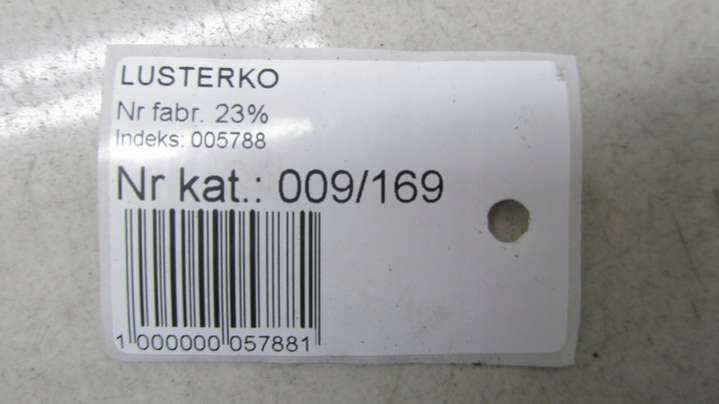 LUSTERKO
Nr fabr. 23%
Indeks: 005788
Nr kat.: 009/169
1 000000 057881